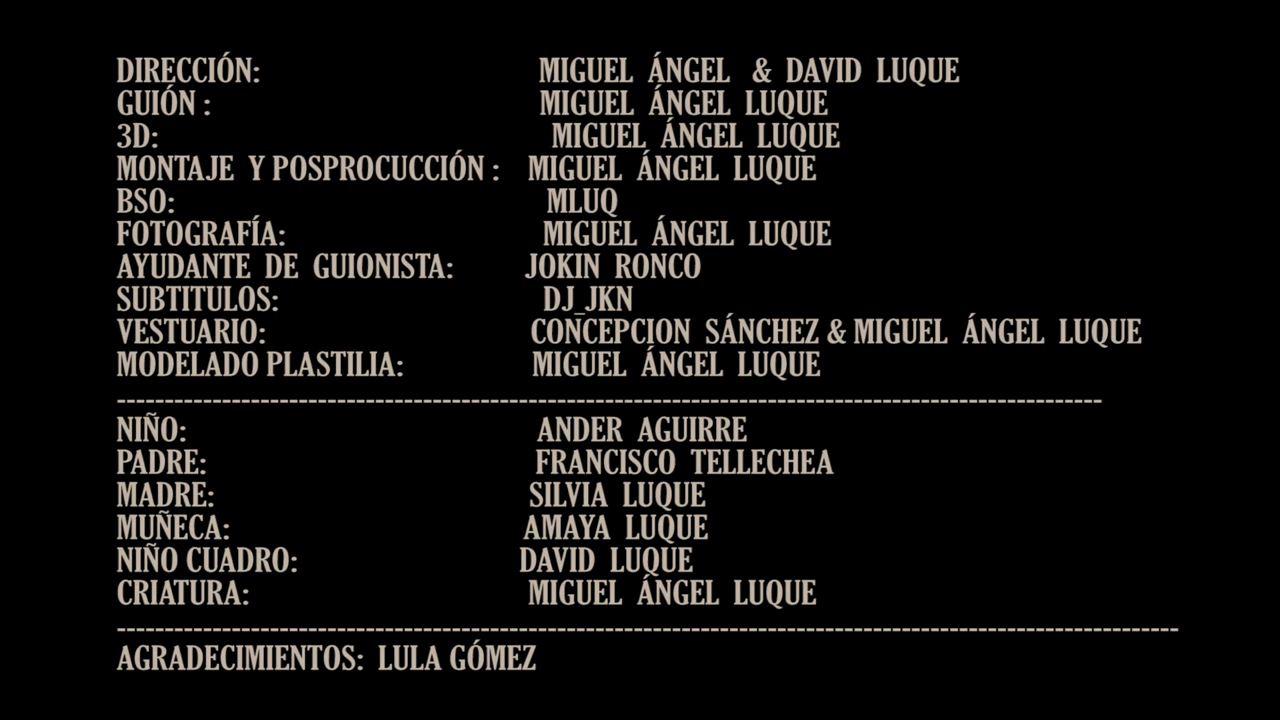 DIRECCIÓN: MIGUEL ÁNGEL & DAVID LUQUE
GUIÓN : MIGUEL ÁNGEL LUQUE
3D: MIGUEL ÁNGEL LUQUE
MONTAJE Y POSPROCUCCIÓN : MIGUEL ÁNGEL LUQUE
BSO: MLUQ
FOTOGRAFÍA: MIGUEL ÁNGEL LUQUE
AYUDANTE DE GUIONISTA: JOKIN RONCO
SUBTITULOS: DJ_JKN
VESTUARIO: CONCEPCION SÁNCHEZ & MIGUEL ÁNGEL LUQUE
MODELADO PLASTILIA: MIGUEL ÁNGEL LUQUE
---------------------------------------------------------------------------------------------------------
NIÑO: ANDER AGUIRRE
PADRE: FRANCISCO TELLECHEA
MADRE: SILVIA LUQUE
MUÑECA: AMAYA LUQUE
NIÑO CUADRO: DAVID LUQUE
CRIATURA: MIGUEL ÁNGEL LUQUE
-----------------------------------------------------------------------------------------------------------------
AGRADECIMIENTOS: LULA GÓMEZ